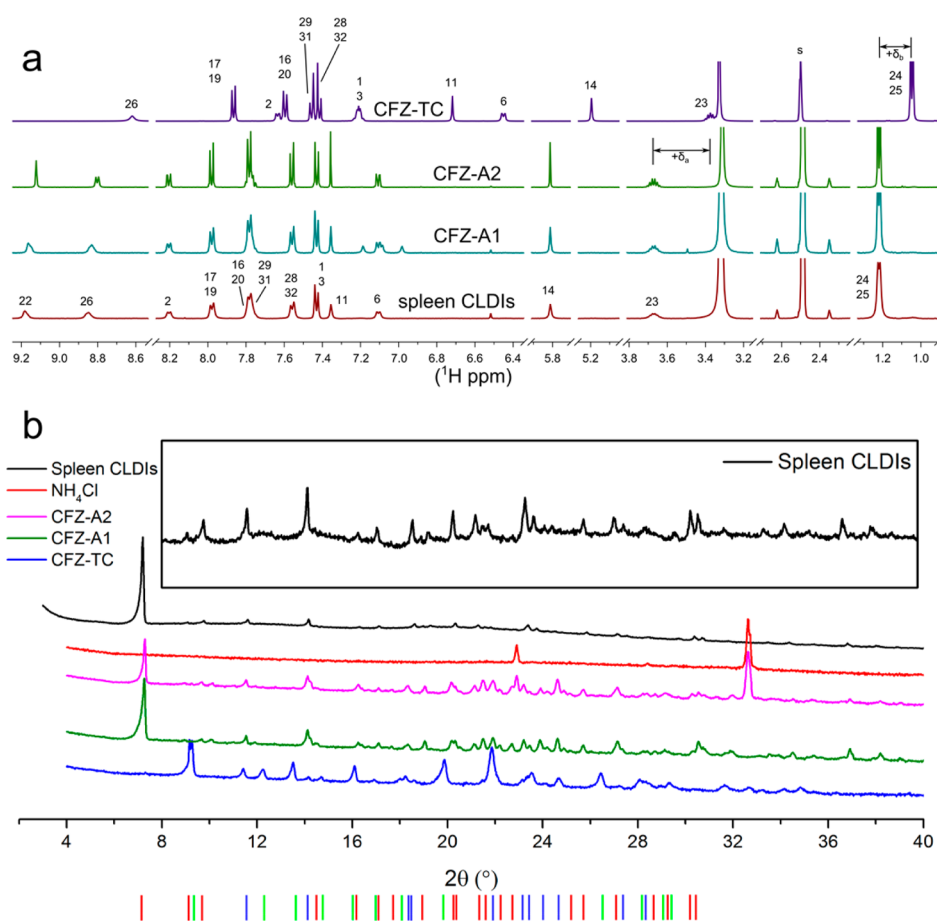 a
29
31
28
32
17
19
2
16
20
1
3
11
6
14
23
s
+δb
24
25
26
CFZ-TC
+δa
CFZ-A2
CFZ-A1
22
26
2
17
19
16
20
29
31
28
32
1
3
11
6
spleen CLDIs
14
23
24
25
9.2 9.0 8.8 8.6 8.2 8.0 7.8 7.6 7.4 7.2 7.0 6.8 6.6 6.4 5.8 5.2 3.8 3.6 3.4 3.2 2.6 2.4 1.2 1.0
(¹H ppm)
b
Spleen CLDIs
NH₄Cl
CFZ-A2
CFZ-A1
CFZ-TC
Spleen CLDIs
4 8 12 16 20 24 28 32 36 40
2θ (°)